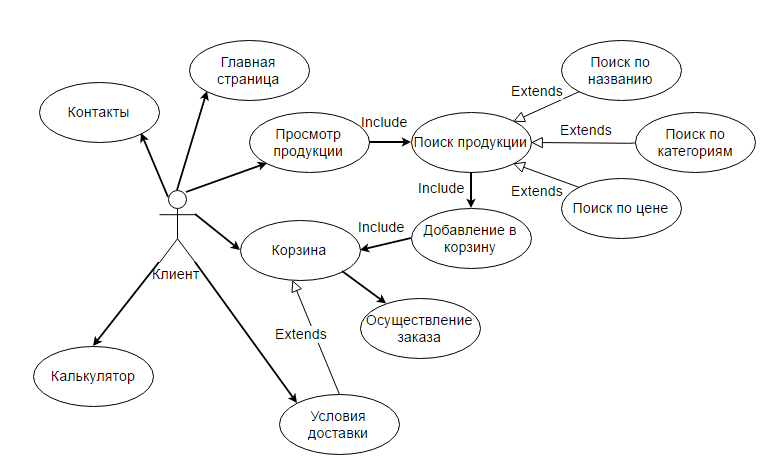 Главная
страница
Контакты
Просмотр
продукции
Include
Поиск продукции
Extends
Поиск по
названию
Extends
Поиск по
категориям
Extends
Поиск по цене
Include
Добавление в
корзину
Include
Корзина
Клиент
Осуществление
заказа
Extends
Калькулятор
Условия
доставки